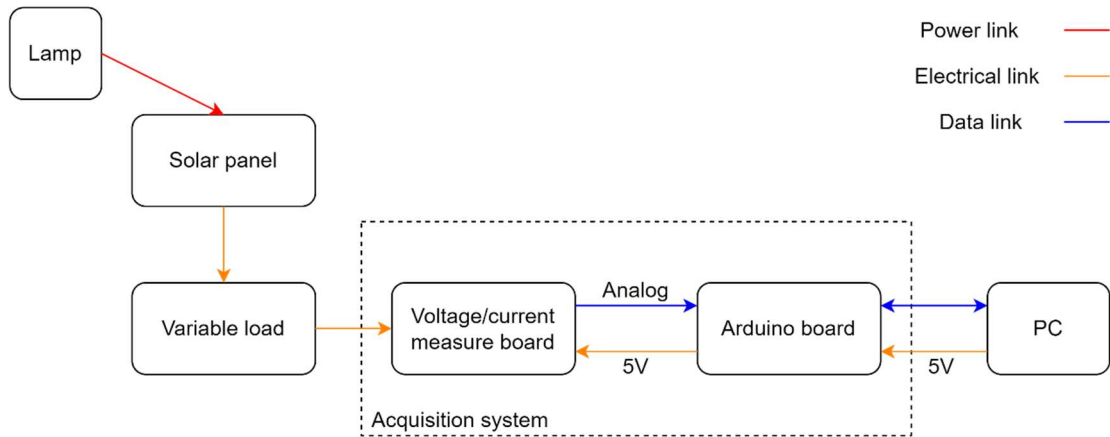 Lamp
Power link
Electrical link
Data link
Solar panel
Variable load
Voltage/current
measure board
Analog
5V
Arduino board
5V
PC
Acquisition system